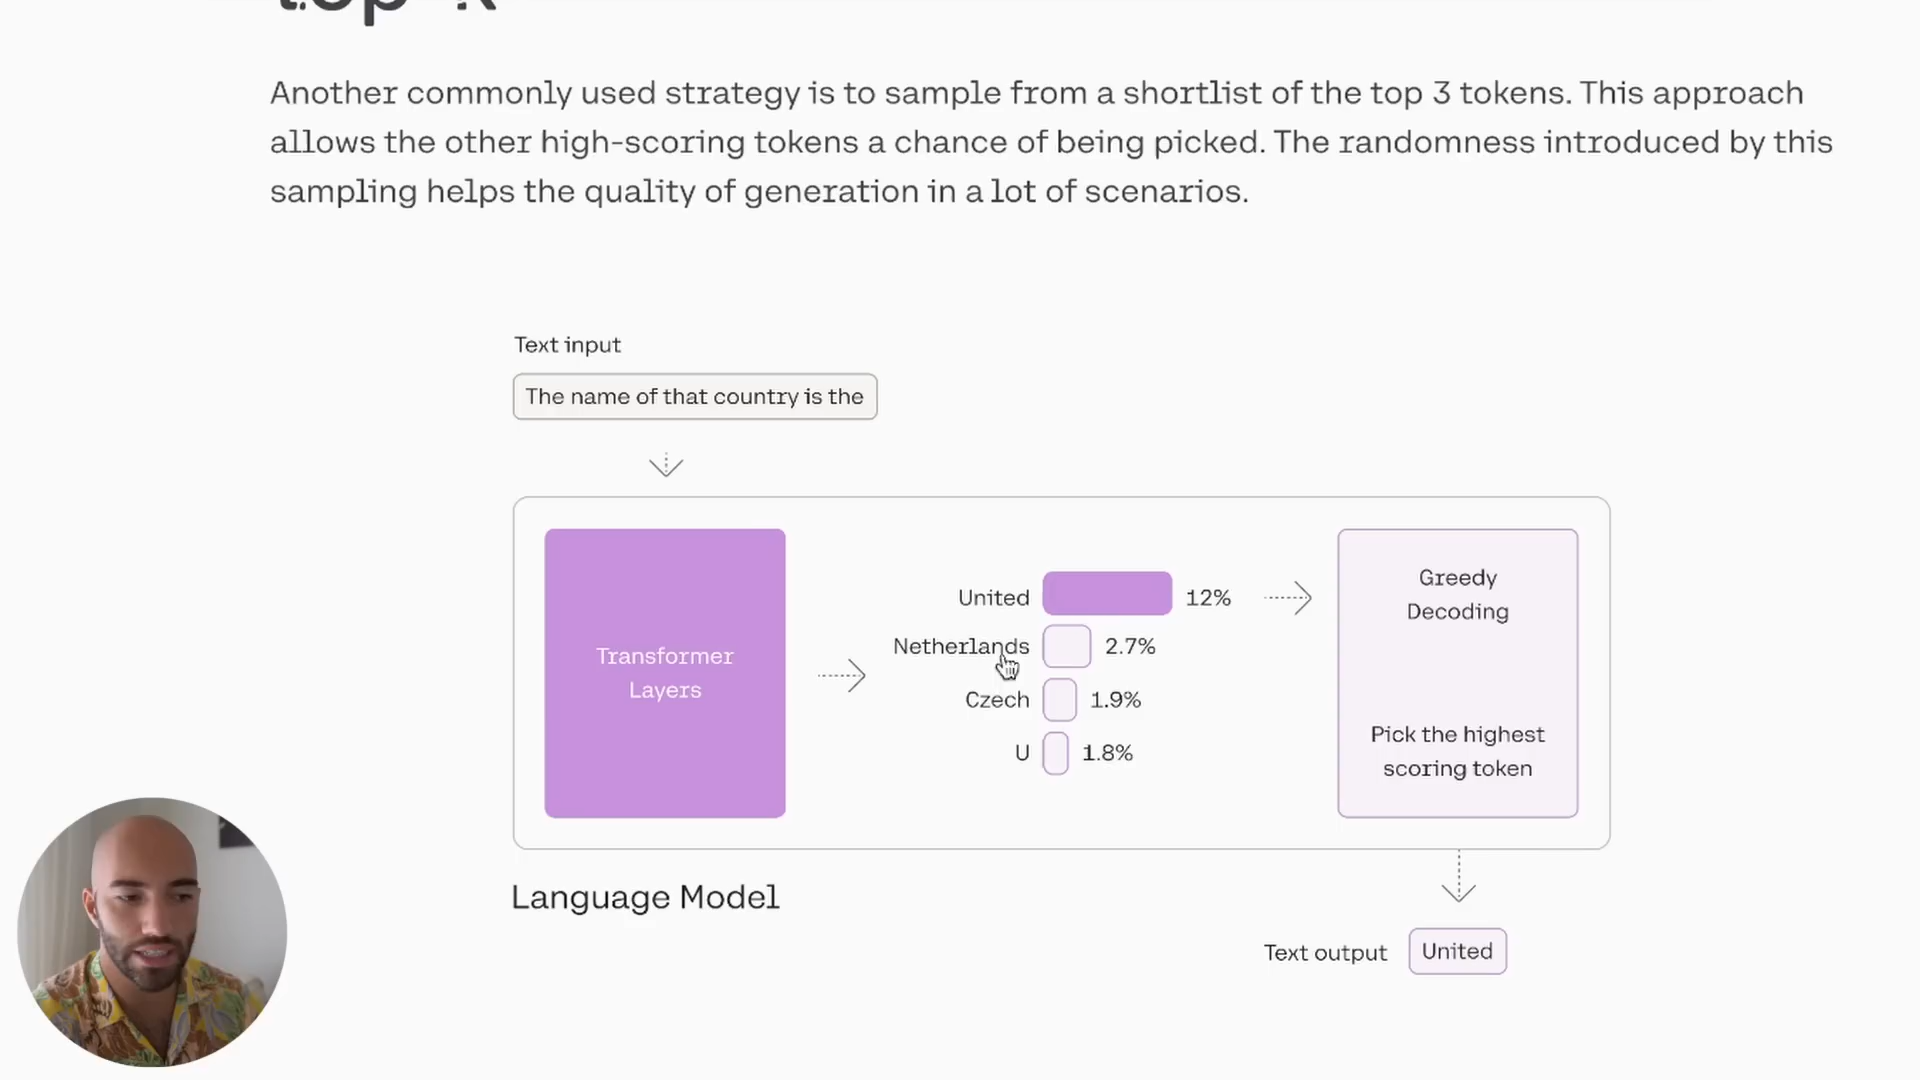 Another commonly used strategy is to sample from a shortlist of the top 3 tokens. This approach
allows the other high-scoring tokens a chance of being picked. The randomness introduced by this
sampling helps the quality of generation in a lot of scenarios.
Text input
The name of that country is the
Transformer
Layers
United 12%
Netherlands 2.7%
Czech 1.9%
U 1.8%
Greedy
Decoding
Pick the highest
scoring token
Language Model
Text output United